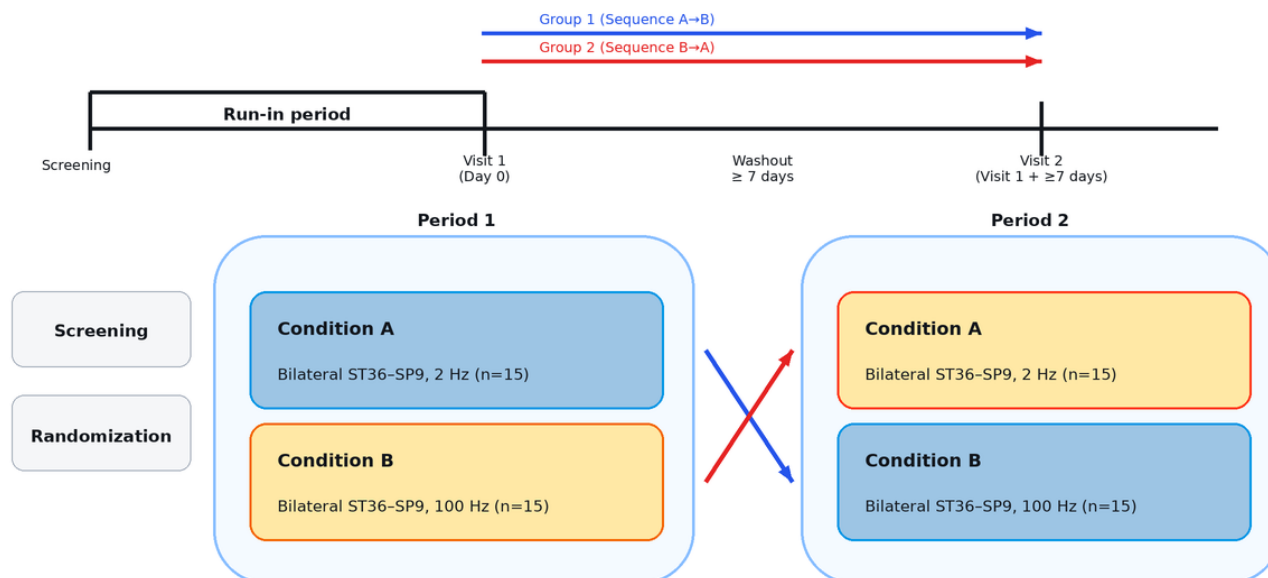 Group 1 (Sequence A→B)
Group 2 (Sequence B→A)
Run-in period
Screening
Visit 1
(Day 0)
Washout
≥ 7 days
Visit 2
(Visit 1 + ≥7 days)
Period 1
Period 2
Screening
Randomization
Condition A
Bilateral ST36–SP9, 2 Hz (n=15)
Condition B
Bilateral ST36–SP9, 100 Hz (n=15)
Condition A
Bilateral ST36–SP9, 2 Hz (n=15)
Condition B
Bilateral ST36–SP9, 100 Hz (n=15)